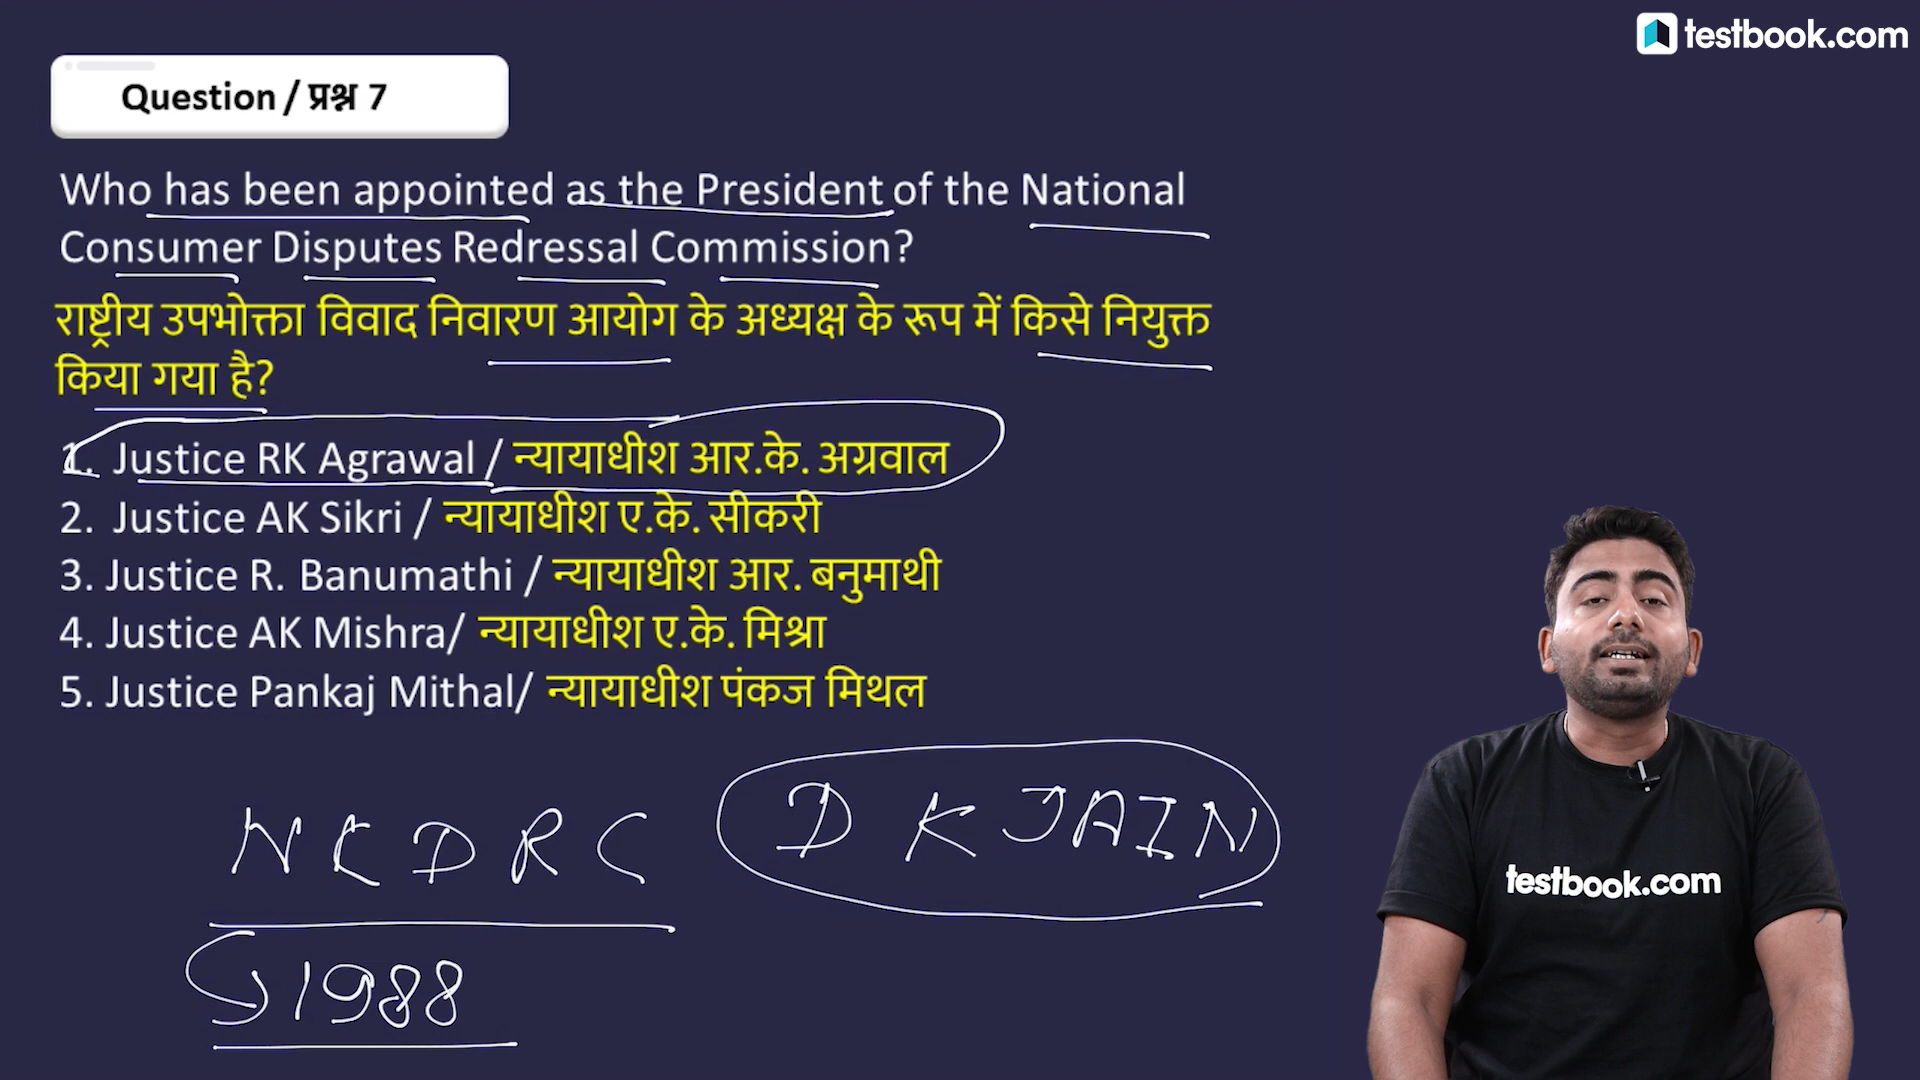 testbook.com
Question / प्रश्न 7
Who has been appointed as the President of the National
Consumer Disputes Redressal Commission?
राष्ट्रीय उपभोक्ता विवाद निवारण आयोग के अध्यक्ष के रूप में किसे नियुक्त
किया गया है?
1. Justice RK Agrawal / न्यायाधीश आर.के. अग्रवाल
2. Justice AK Sikri / न्यायाधीश ए.के. सीकरी
3. Justice R. Banumathi / न्यायाधीश आर. बनुमाथी
4. Justice AK Mishra/ न्यायाधीश ए.के. मिश्रा
5. Justice Pankaj Mithal/ न्यायाधीश पंकज मिथल
NCDRC
D K JAIN
1988
testbook.com